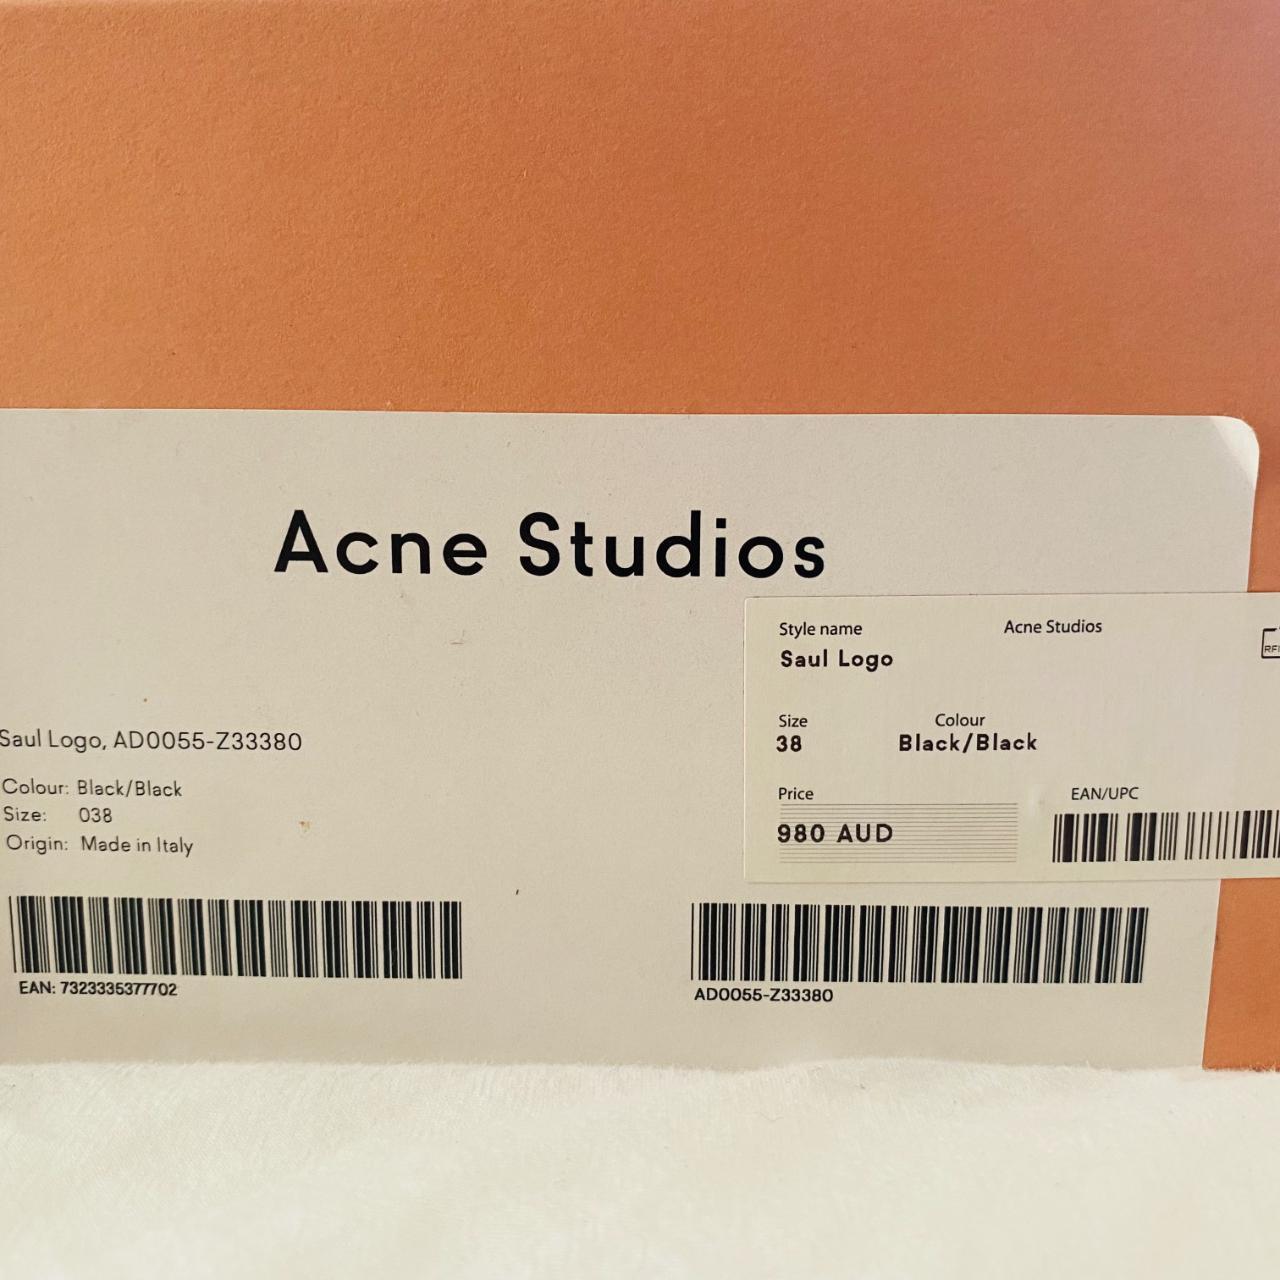 Acne Studios
Style name
Acne Studios
Saul Logo
Size
Colour
38
Black/Black
Price
EAN/UPC
980 AUD
Saul Logo, AD0055-Z33380
Colour: Black/Black
Size: 038
Origin: Made in Italy
EAN: 7323335377702
AD0055-Z33380